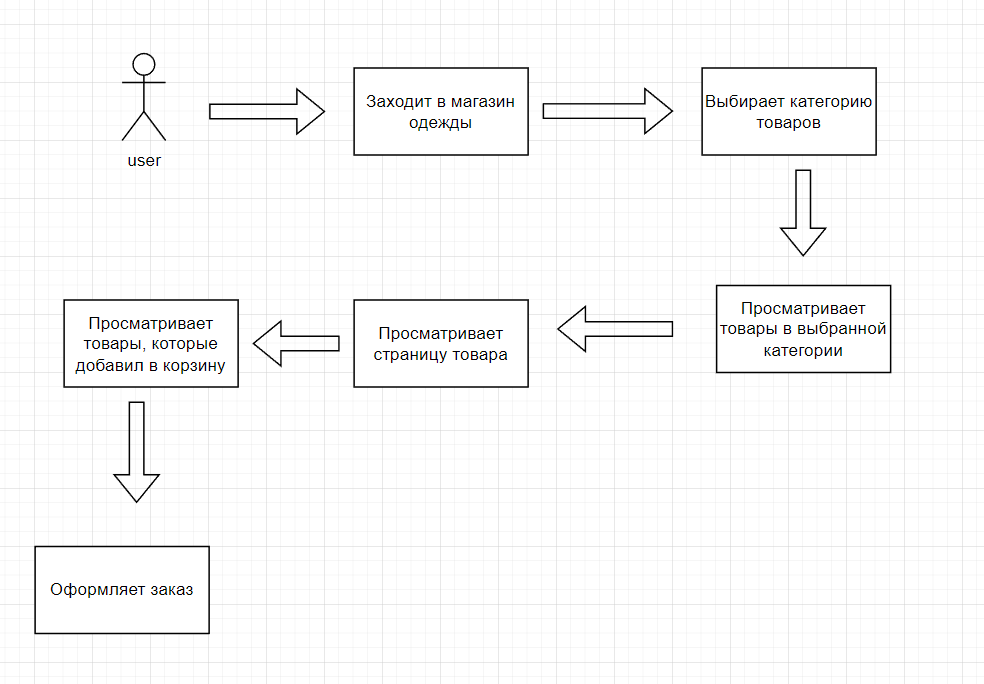 user
Заходит в магазин
одежды
Выбирает категорию
товаров
Просматривает
товары в выбранной
категории
Просматривает
страницу товара
Просматривает
товары, которые
добавил в корзину
Оформляет заказ